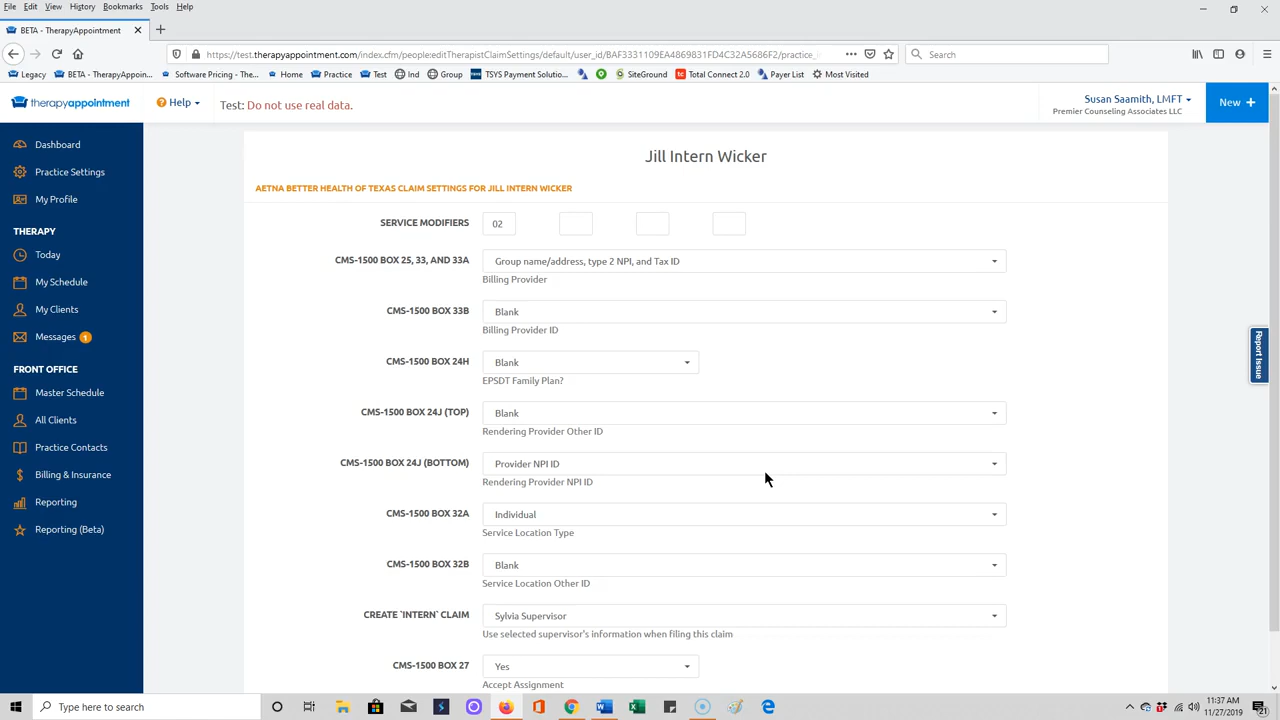 File Edit View History Bookmarks Tools Help
BETA - TherapyAppointment
https://test.therapyappointment.com/index.cfm/people:editTherapistClaimSettings/default/user_id/BAF3331109EA486983 1FD4C32A5686F2/practice_
Search
Legacy BETA - TherapyAppoin... Software Pricing - The... Home Practice Test Ind Group TSYS Payment Solutio... SiteGround Total Connect 2.0 Payer List Most Visited
therapyappointment
Help
Test: Do not use real data.
Susan Saamith, LMFT
Premier Counseling Associates LLC
New +
Dashboard
Practice Settings
My Profile
THERAPY
Today
My Schedule
My Clients
Messages 1
FRONT OFFICE
Master Schedule
All Clients
Practice Contacts
Billing & Insurance
Reporting
Reporting (Beta)
Jill Intern Wicker
AETNA BETTER HEALTH OF TEXAS CLAIM SETTINGS FOR JILL INTERN WICKER
SERVICE MODIFIERS 02
CMS-1500 BOX 25, 33, AND 33A Group name/address, type 2 NPI, and Tax ID
Billing Provider
CMS-1500 BOX 33B Blank
Billing Provider ID
CMS-1500 BOX 24H Blank
EPSDT Family Plan?
CMS-1500 BOX 24J (TOP) Blank
Rendering Provider Other ID
CMS-1500 BOX 24J (BOTTOM) Provider NPI ID
Rendering Provider NPI ID
CMS-1500 BOX 32A Individual
Service Location Type
CMS-1500 BOX 32B Blank
Service Location Other ID
CREATE `INTERN` CLAIM Sylvia Supervisor
Use selected supervisor's information when filing this claim
CMS-1500 BOX 27 Yes
Accept Assignment
Report Issue
Type here to search
11:37 AM
11/27/2019
21